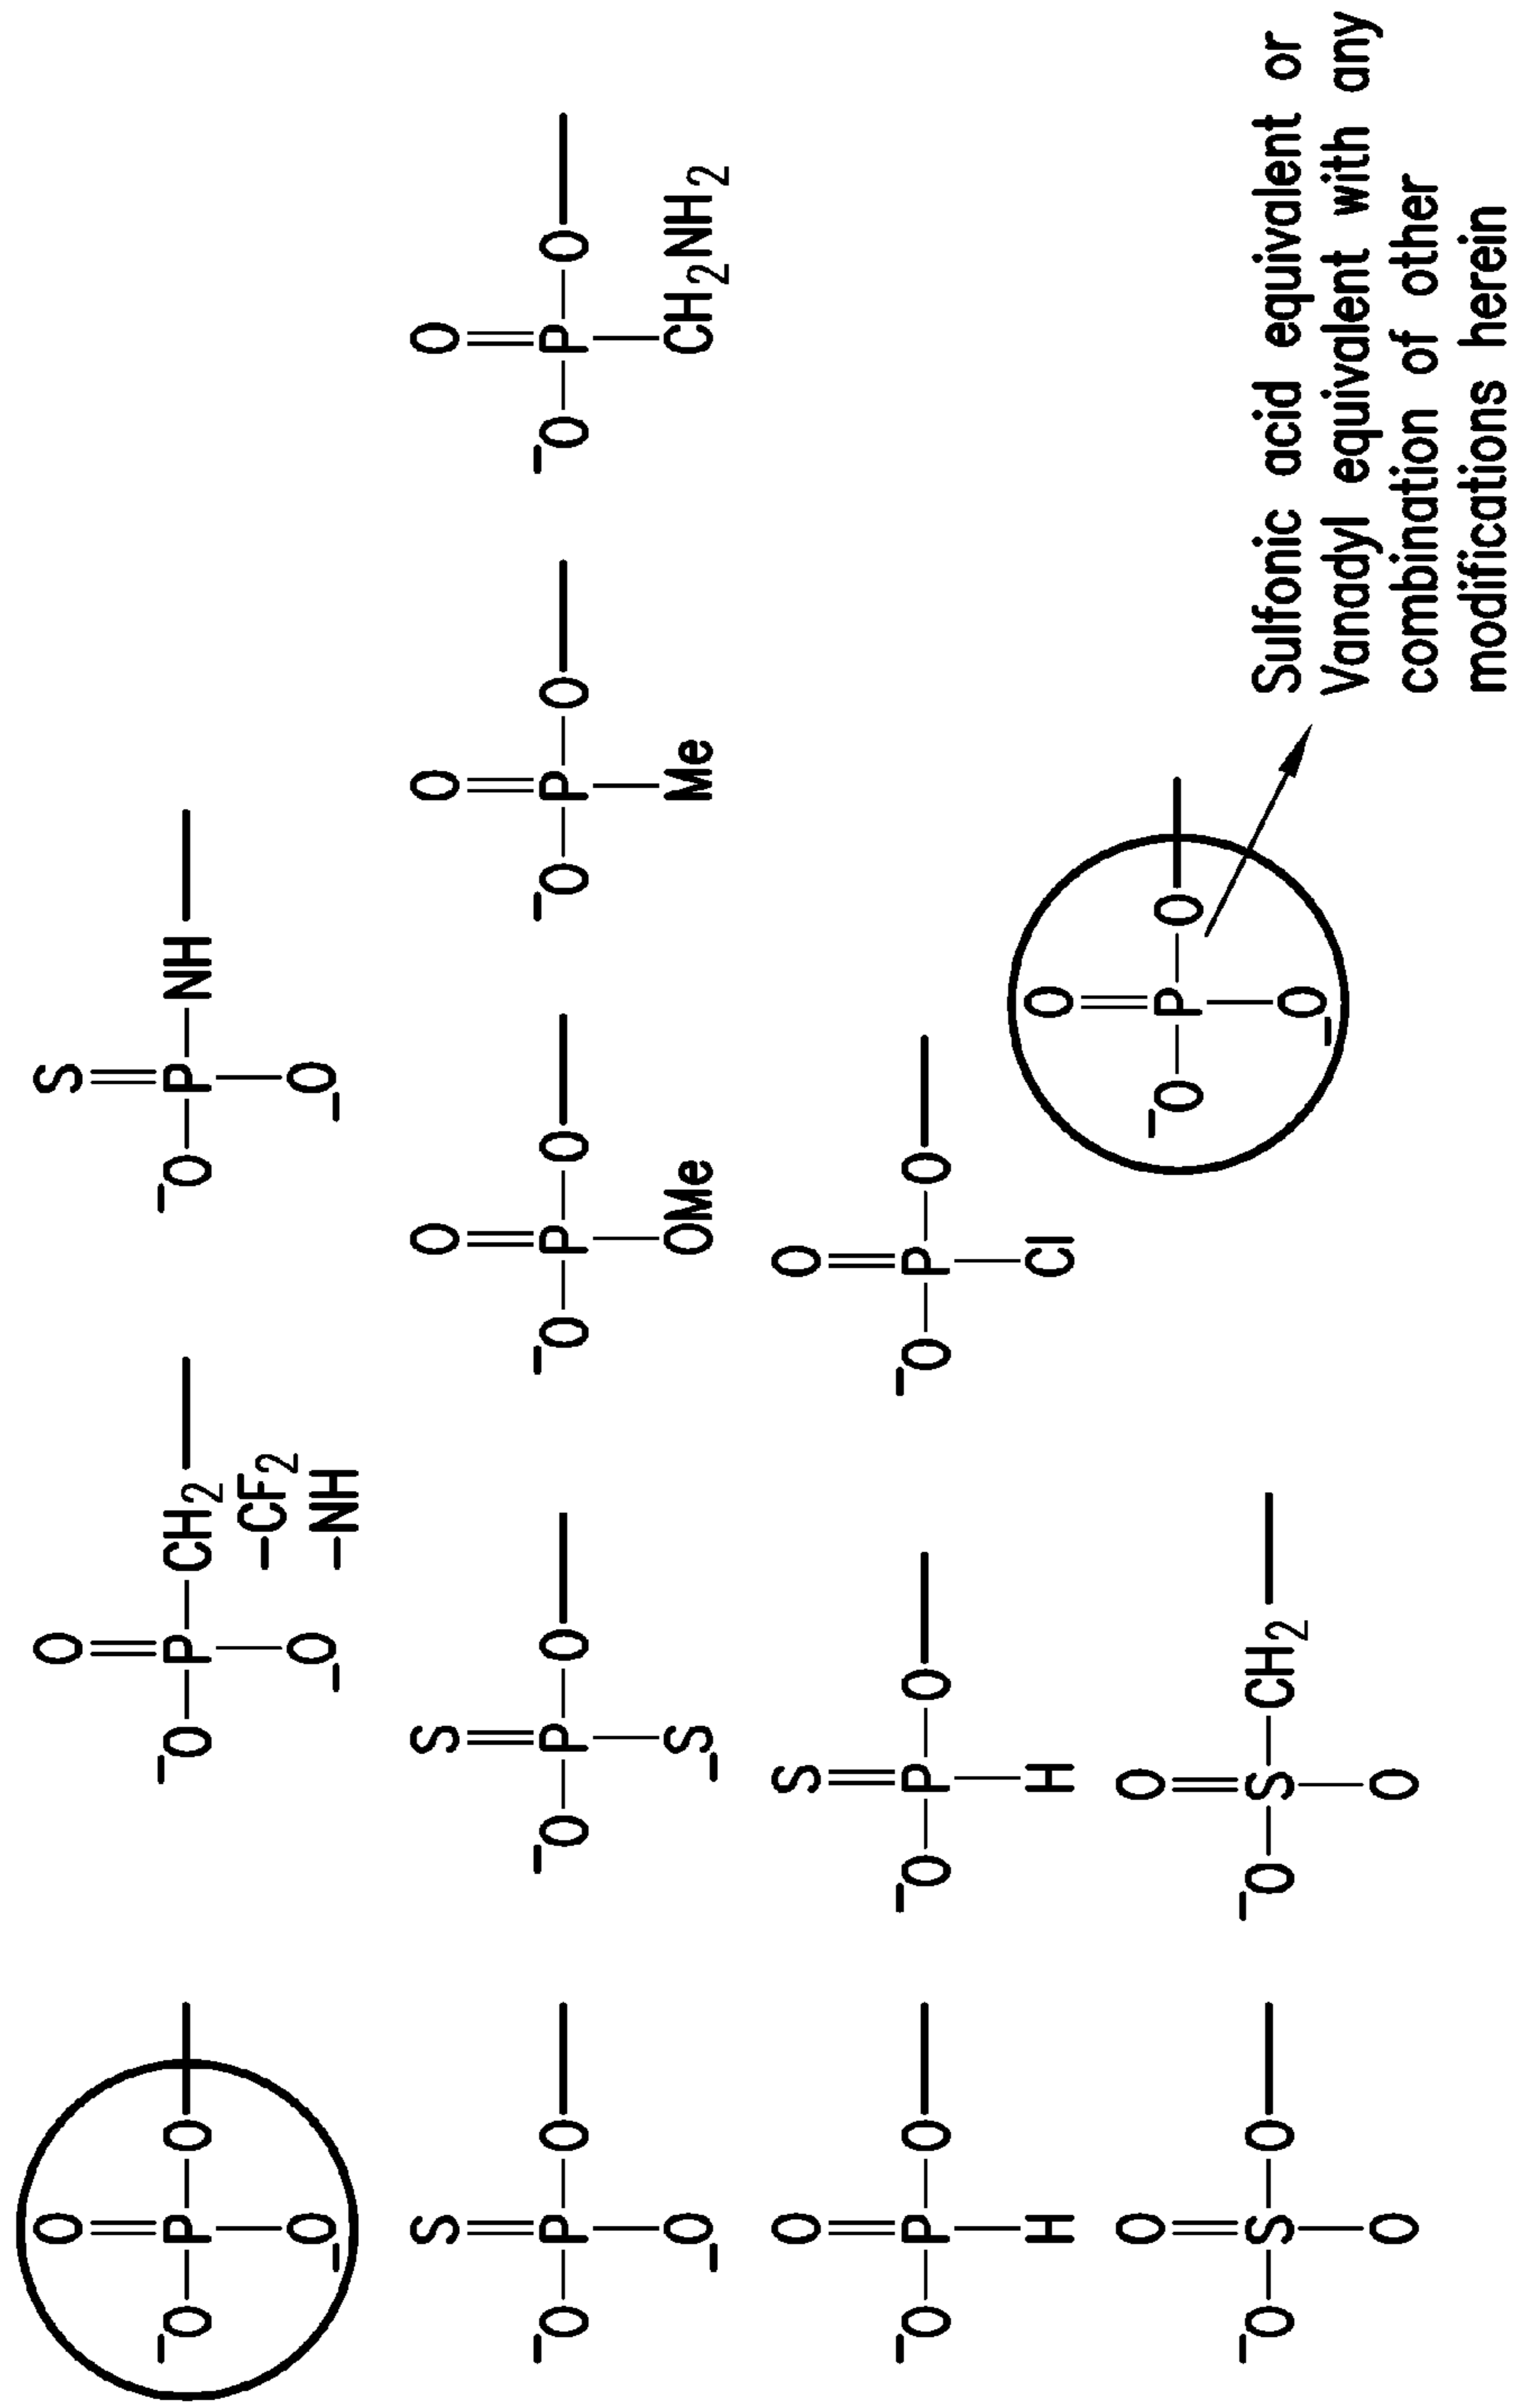 O O S
-O-P-O -O-P-CH2 -O-P-NH
-O -O -CF2 -O
-NH
S S O O O
-O-P-O -O-P-O -O-P-O -O-P-O -O-P-O
-O -S OMe Me CH2NH2
O S O
-O-P-O -O-P-O -O-P-O
H H Cl
O O
-O-S-O -O-S-CH2
O O
O
-O-P-O
-O
Sulfonic acid equivalent or
Vanadyl equivalent with any
combination of other
modifications herein